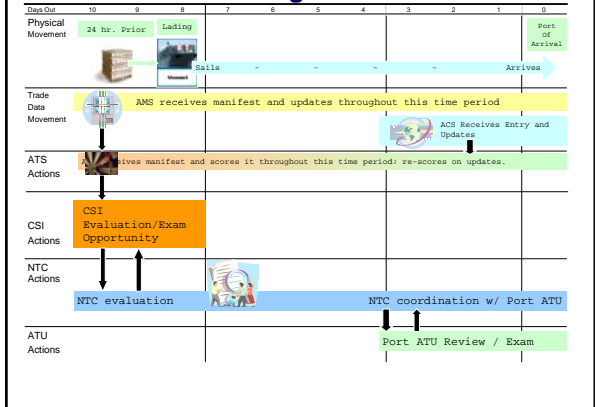 Days Out 10 9 8 7 6 5 4 3 2 1 0
Physical
Movement
24 hr. Prior
Lading
Port
Of
Arrival
Sails - - - - Arrives
Trade
Data
Movement
AMS receives manifest and updates throughout this time period
ACS Receives Entry and
Updates
ATS
Actions
eives manifest and scores it throughout this time period; re-scores on updates.
CSI
Actions
CSI
Evaluation/Exam
Opportunity
NTC
Actions
NTC evaluation
NTC coordination w/ Port ATU
ATU
Actions
Port ATU Review / Exam